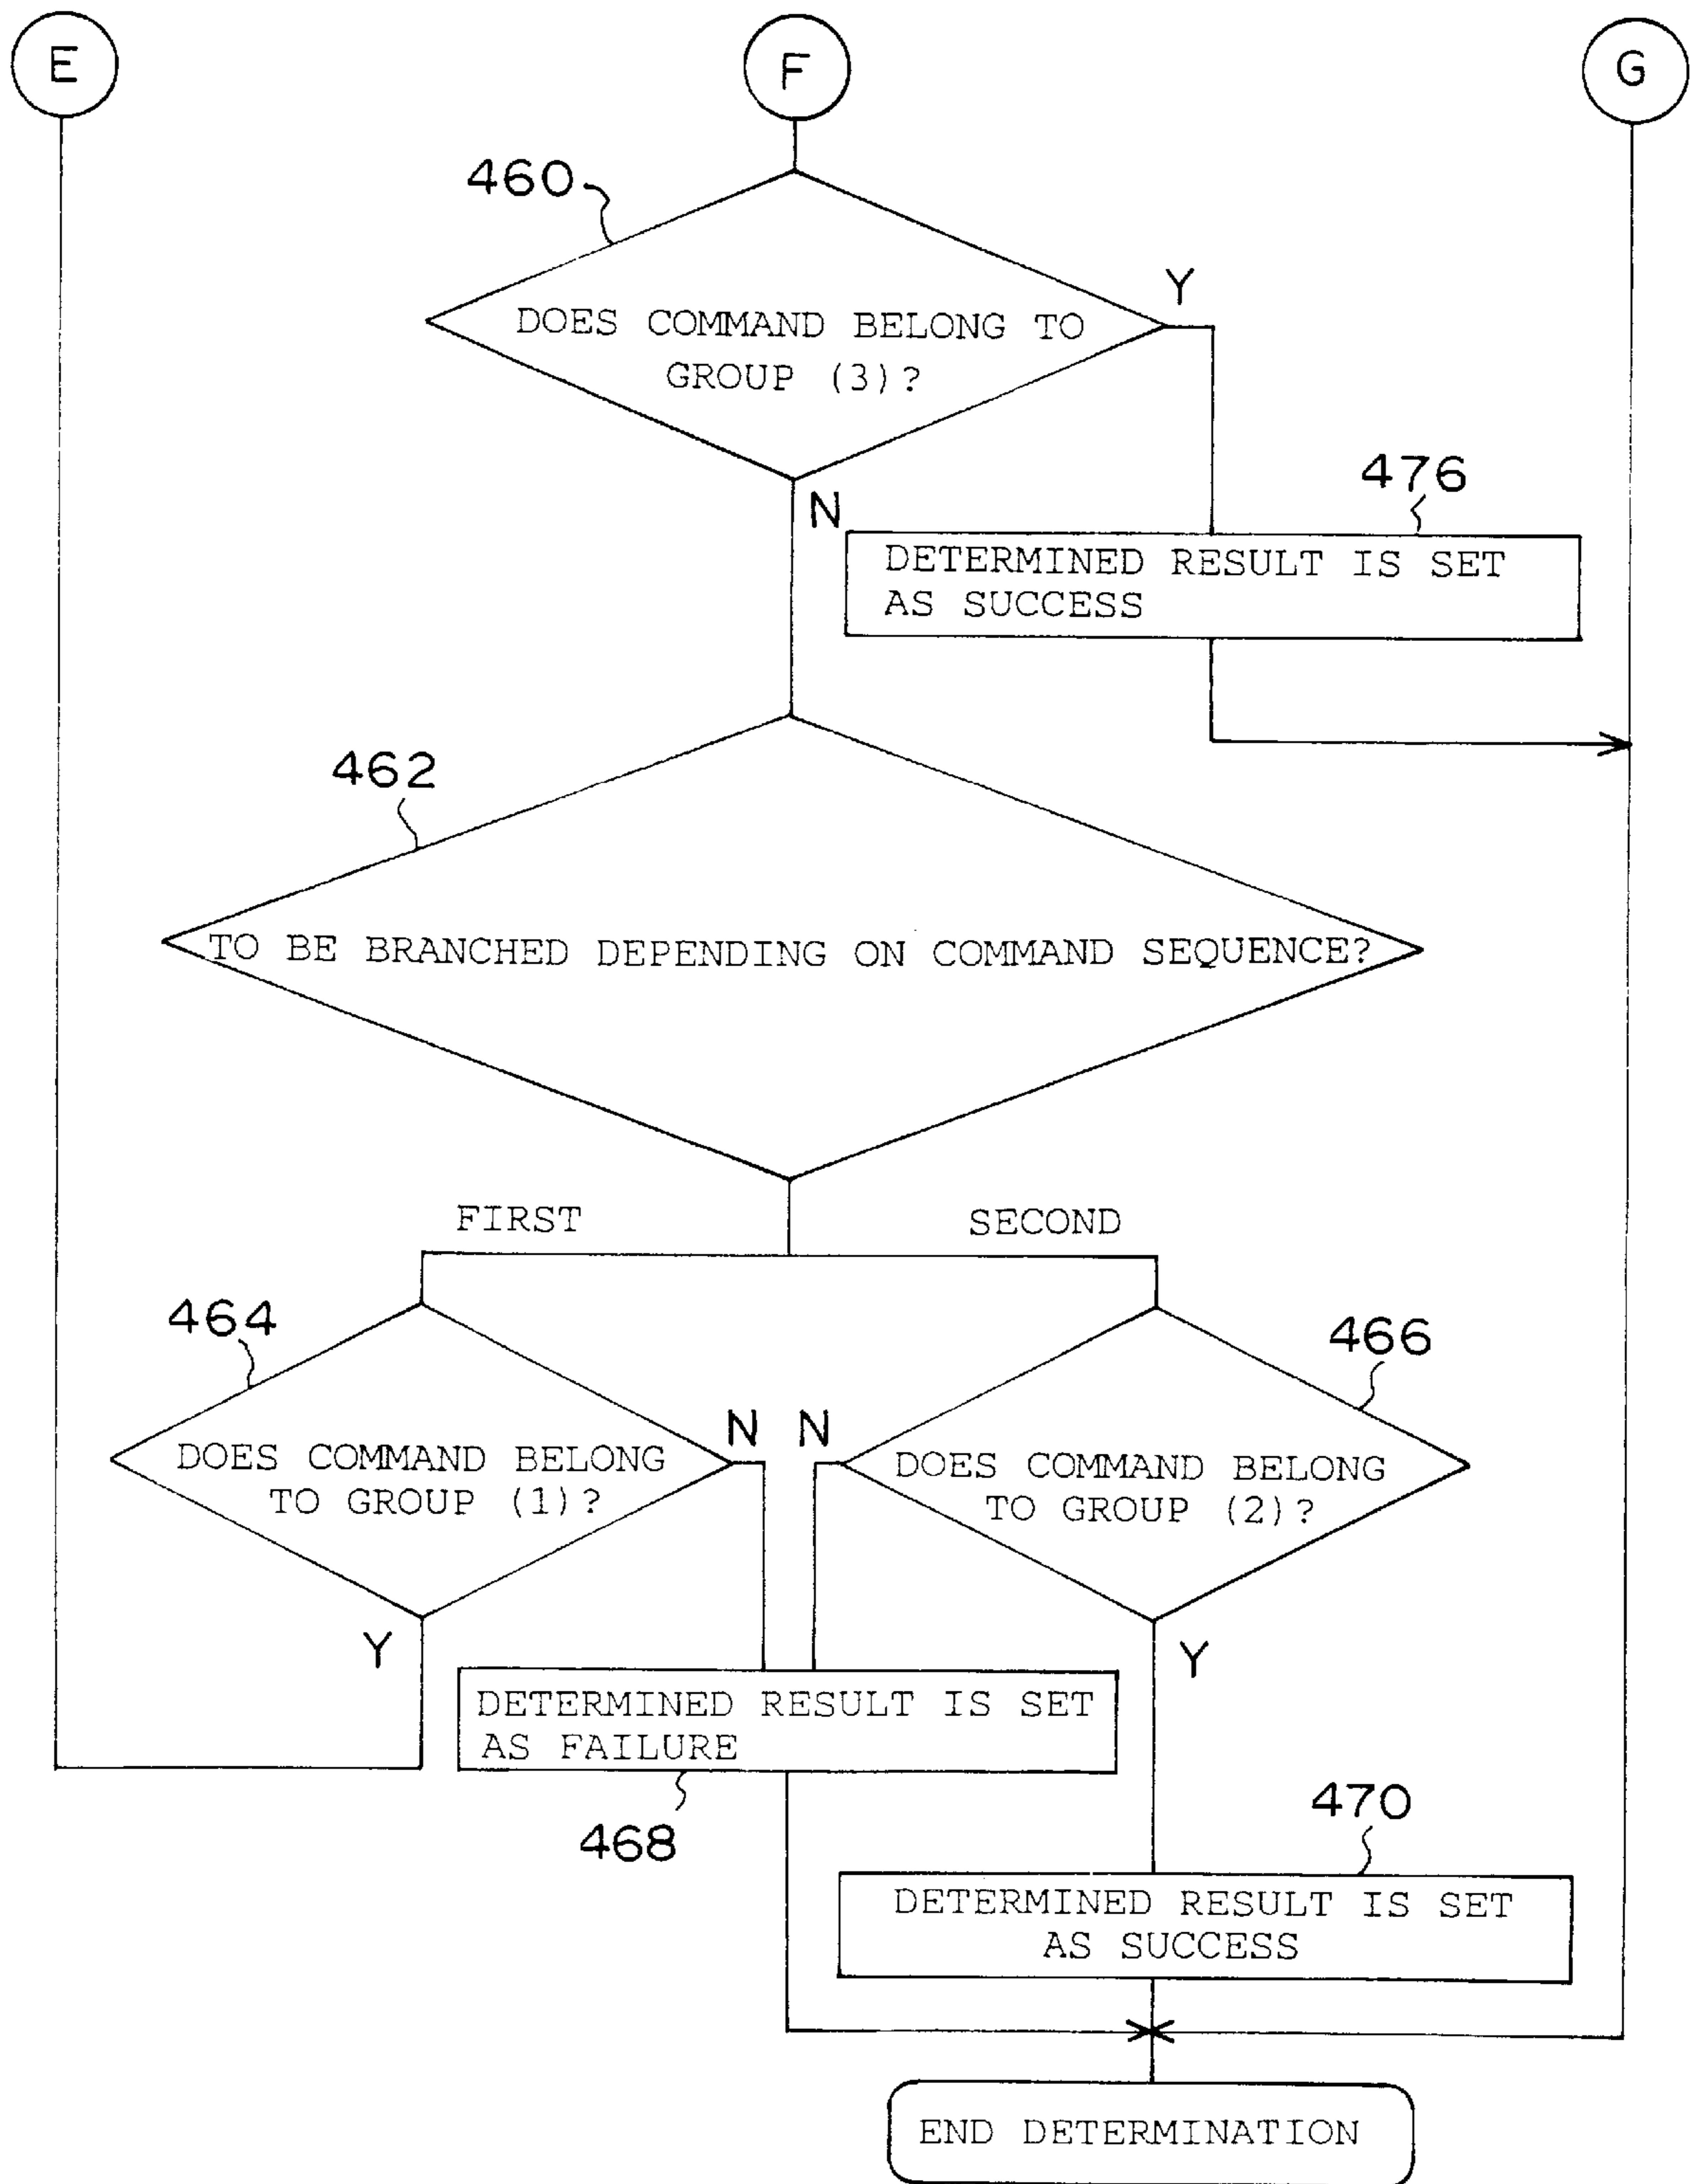 E
F
G
460
Y
DOES COMMAND BELONG TO
GROUP (3)?
476
N
DETERMINED RESULT IS SET
AS SUCCESS
462
TO BE BRANCHED DEPENDING ON COMMAND SEQUENCE?
FIRST
SECOND
464
466
N
N
DOES COMMAND BELONG
TO GROUP (1)?
DOES COMMAND BELONG
TO GROUP (2)?
Y
Y
DETERMINED RESULT IS SET
AS FAILURE
468
470
DETERMINED RESULT IS SET
AS SUCCESS
END DETERMINATION